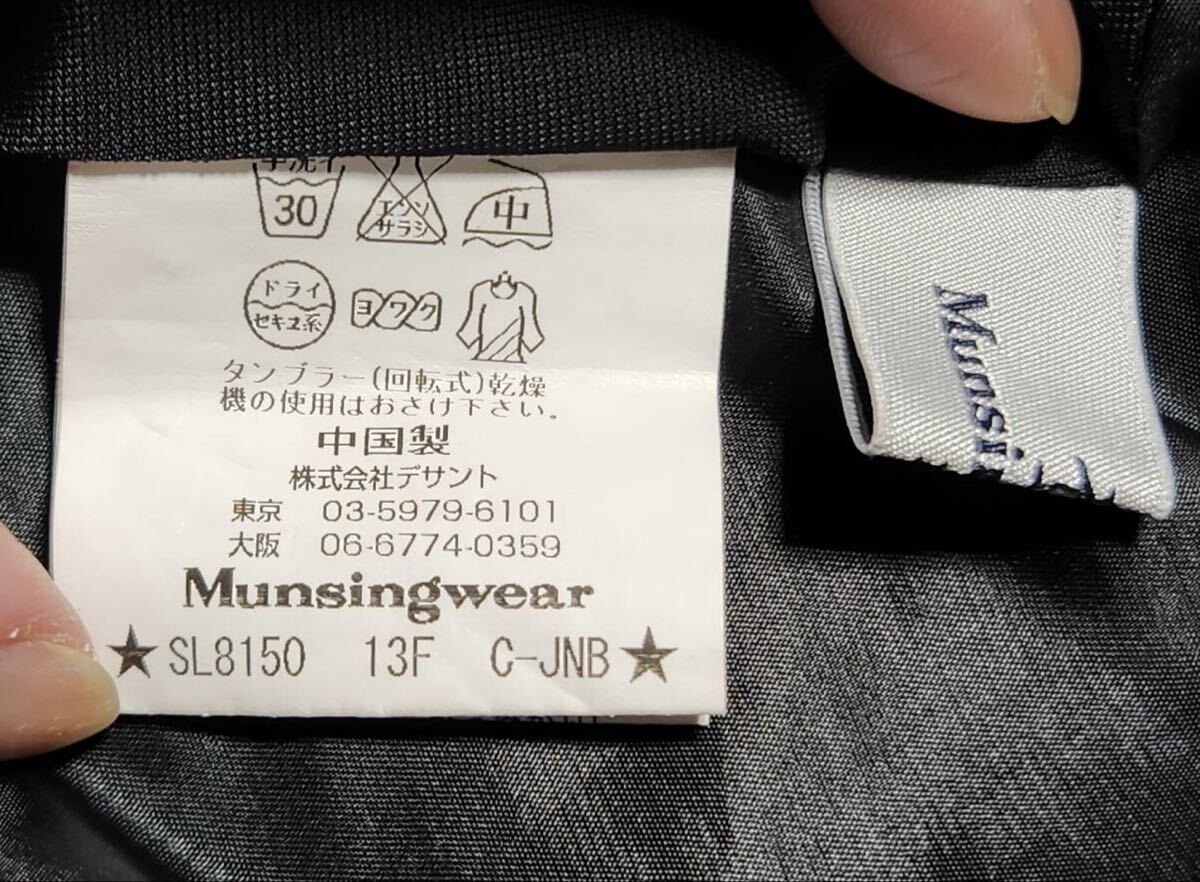 手洗イ
30
エンソ
サラシ
中
ドライ
セキユ系
ヨワク
タンブラー(回転式)乾燥
機の使用はおさけ下さい。
中国製
株式会社デサント
東京 03-5979-6101
大阪 06-6774-0359
Munsingwear
★SL8150 13F C-JNB★
Munsi